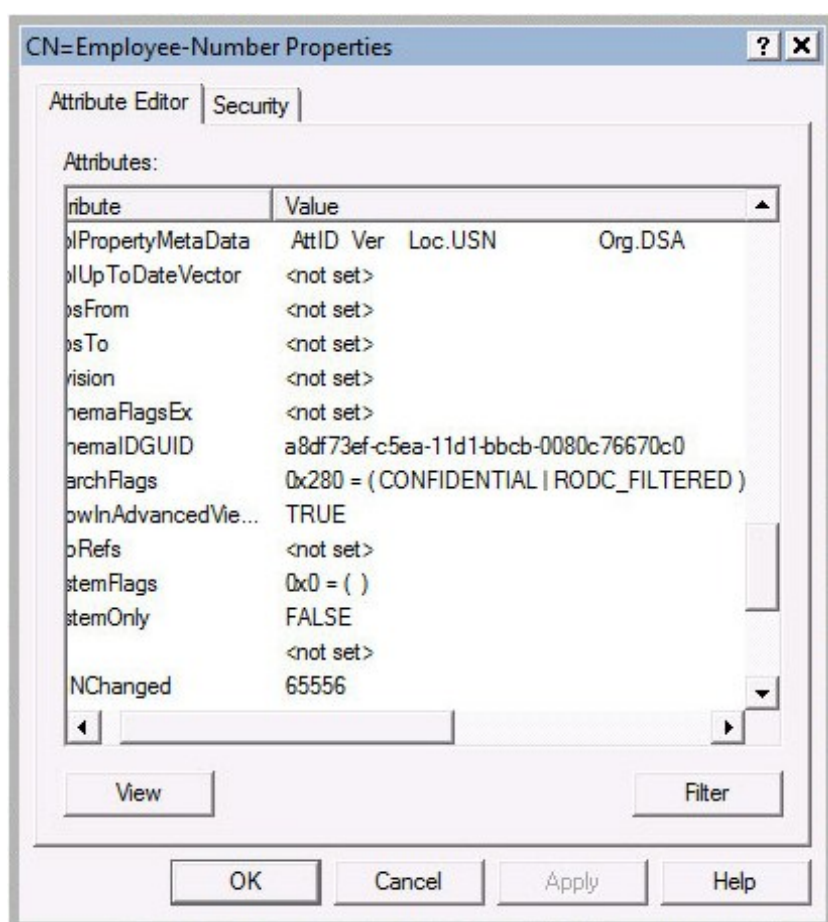 CN=Employee-Number Properties ? X
Attribute Editor Security
Attributes:
ribute Value
plPropertyMetaData AttID Ver Loc.USN Org.DSA
plUpToDateVector <not set>
psFrom <not set>
psTo <not set>
vision <not set>
hemaFlagsEx <not set>
hemaIDGUID a8df73ef-c5ea-11d1-bbcb-0080c76670c0
archFlags 0x280 = ( CONFIDENTIAL | RODC_FILTERED )
owInAdvancedVie... TRUE
bRefs <not set>
stemFlags 0x0 = ( )
stemOnly FALSE
<not set>
NChanged 65556
View Filter
OK Cancel Apply Help